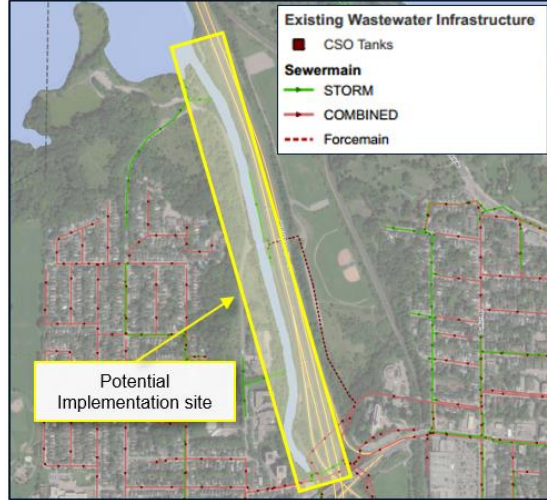 Existing Wastewater Infrastructure
CSO Tanks
Sewermain
STORM
COMBINED
Forcemain
Potential
Implementation site